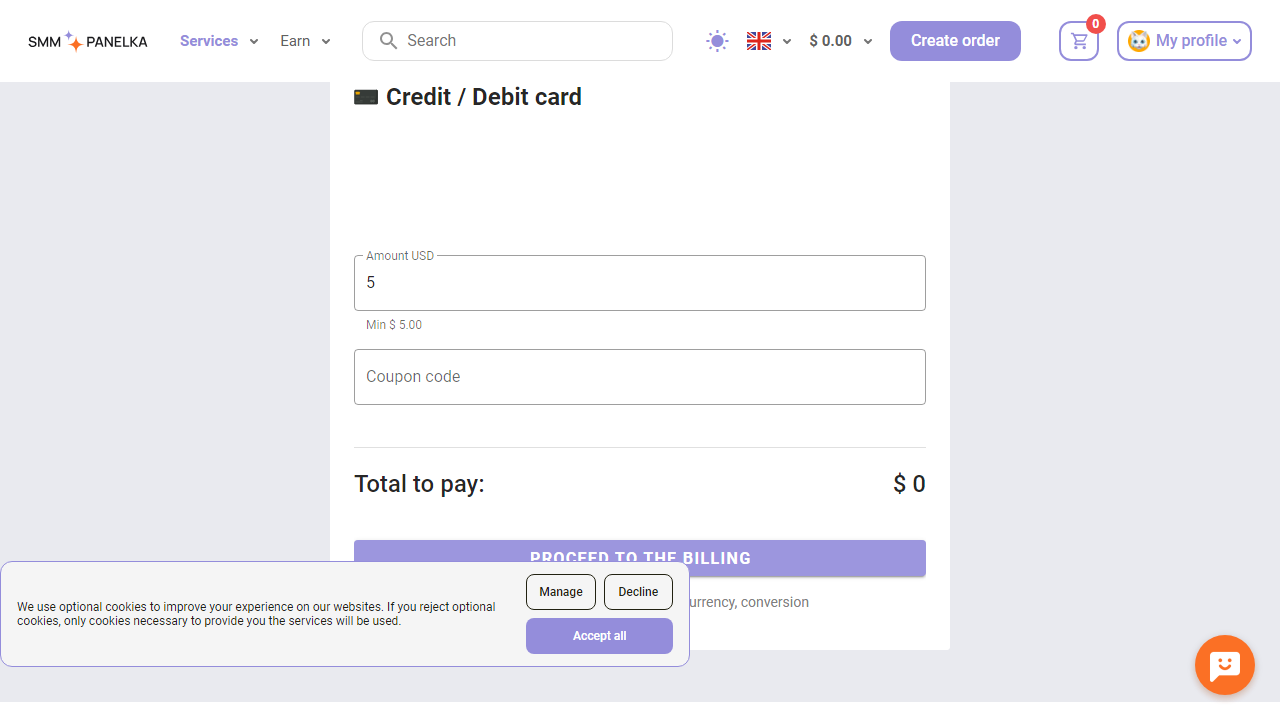 SMM PANELKA
Services
Earn
Search
$ 0.00
Create order
0
My profile
Credit / Debit card
Amount USD
5
Min $ 5.00
Coupon code
Total to pay:
$ 0
PROCEED TO THE BILLING
urrency, conversion
We use optional cookies to improve your experience on our websites. If you reject optional
cookies, only cookies necessary to provide you the services will be used.
Manage
Decline
Accept all